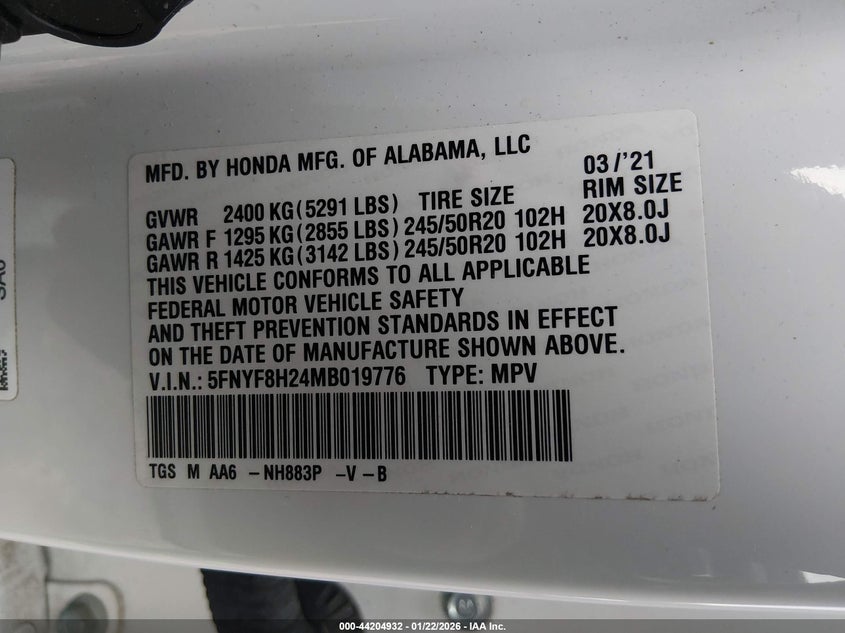 MFD. BY HONDA MFG. OF ALABAMA, LLC 03/'21
GVWR 2400 KG(5291 LBS) TIRE SIZE RIM SIZE
GAWR F 1295 KG(2855 LBS) 245/50R20 102H 20X8.0J
GAWR R 1425 KG(3142 LBS) 245/50R20 102H 20X8.0J
THIS VEHICLE CONFORMS TO ALL APPLICABLE
FEDERAL MOTOR VEHICLE SAFETY
AND THEFT PREVENTION STANDARDS IN EFFECT
ON THE DATE OF MANUFACTURE SHOWN ABOVE.
V.I.N.: 5FNYF8H24MB019776 TYPE: MPV
TGS M AA6 -NH883P -V -B
000-44204932 - 01/22/2026 - IAA Inc.